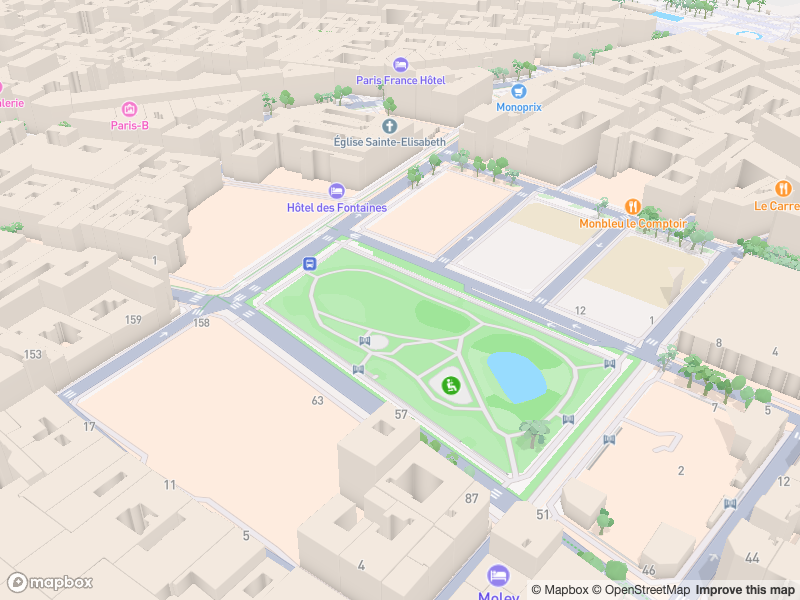 Paris France Hôtel
Monoprix
Paris-B
Église Sainte-Elisabeth
Le Carre
Hôtel des Fontaines
Monbleu le Comptoir
1
159
158
12
1
8
4
153
63
57
7
5
17
2
11
87
12
51
5
4
46
44
mapbox
© Mapbox © OpenStreetMap Improve this map